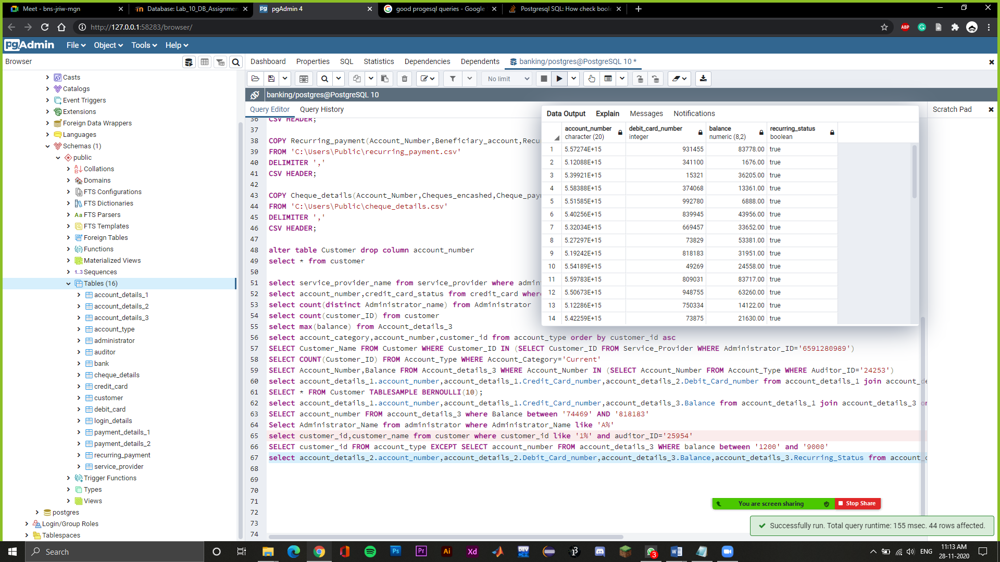 Meet - bns-jriw-mgn
Database: Lab_10_DB_Assignmen
pgAdmin 4
good progesql queries - Google
Postgresql SQL: How check boole
http://127.0.0.1:58283/browser/
ABP
pgAdmin
File
Object
Tools
Help
Browser
Dashboard
Properties
SQL
Statistics
Dependencies
Dependents
banking/postgres@PostgreSQL 10 *
No limit
banking/postgres@PostgreSQL 10
Query Editor
Query History
Scratch Pad
Casts
Catalogs
Event Triggers
Extensions
Foreign Data Wrappers
Languages
Schemas (1)
public
Collations
Domains
FTS Configurations
FTS Dictionaries
Aa FTS Parsers
FTS Templates
Foreign Tables
Functions
Materialized Views
1..3 Sequences
Tables (16)
account_details_1
account_details_2
account_details_3
account_type
administrator
auditor
bank
cheque_details
credit_card
customer
debit_card
login_details
payment_details_1
payment_details_2
recurring_payment
service_provider
Trigger Functions
Types
Views
postgres
Login/Group Roles
Tablespaces
36 CSV HEADER;
37
38 COPY Recurring_payment(Account_Number,Beneficiary_account,Recu
39 FROM 'C:\Users\Public\recurring_payment.csv'
40 DELIMITER ','
41 CSV HEADER;
42
43 COPY Cheque_details(Account_Number,Cheques_encashed,Cheque_pay
44 FROM 'C:\Users\Public\cheque_details.csv'
45 DELIMITER ','
46 CSV HEADER;
47
48 alter table Customer drop column account_number
49 select * from customer
50
51 select service_provider_name from service_provider where admin
52 select account_number,credit_card_status from credit_card where
53 select count(distinct Administrator_name) from Administrator
54 select count(customer_ID) from customer
55 select max(balance) from Account_details_3
56 select account_category,account_number,customer_id from account_type order by customer_id asc
57 SELECT Customer_Name FROM Customer WHERE Customer_ID IN (SELECT Customer_ID FROM Service_Provider WHERE Administrator_ID='6591280989')
58 SELECT COUNT(Customer_ID) FROM Account_Type WHERE Account_Category='Current'
59 SELECT Account_Number,Balance FROM Account_details_3 WHERE Account_Number IN (SELECT Account_Number FROM Account_Type WHERE Auditor_ID='24253')
60 select account_details_1.account_number,account_details_1.Credit_Card_number,account_details_2.Debit_Card_number from account_details_1 join account_de
61 SELECT * FROM Customer TABLESAMPLE BERNOULLI(10);
62 select account_details_1.account_number,account_details_1.Credit_Card_number,account_details_3.Balance from account_details_1 join account_details_3 on
63 SELECT account_number FROM account_details_3 where Balance between '74469' AND '818183'
64 Select Administrator_Name from administrator where Administrator_Name like 'A%'
65 select customer_id,customer_name from customer where customer_id like '1%' and auditor_ID='25954'
66 SELECT customer_id FROM account_type EXCEPT SELECT account_number FROM account_details_3 WHERE balance between '1200' and '9000'
67 select account_details_2.account_number,account_details_2.Debit_Card_number,account_details_3.Balance,account_details_3.Recurring_Status from account_d
68
69
70
71
72
73
74
Data Output
Explain
Messages
Notifications
account_number character (20)
debit_card_number integer
balance numeric (8,2)
recurring_status boolean
1 5.57274E+15 931455 83778.00 true
2 5.12088E+15 341100 1676.00 true
3 5.39921E+15 15321 36205.00 true
4 5.58388E+15 374068 13361.00 true
5 5.51585E+15 992780 6888.00 true
6 5.40256E+15 839945 43956.00 true
7 5.32034E+15 669457 33652.00 true
8 5.27297E+15 73829 53381.00 true
9 5.19242E+15 818183 31951.00 true
10 5.54189E+15 49269 24558.00 true
11 5.59783E+15 809031 83717.00 true
12 5.50673E+15 948755 63260.00 true
13 5.12286E+15 750334 14122.00 true
14 5.42259E+15 73875 21630.00 true
You are screen sharing
Stop Share
Successfully run. Total query runtime: 155 msec. 44 rows affected.
Search
Ps
Pr
Ai
Xd
DEV
3
ENG
11:13 AM
28-11-2020